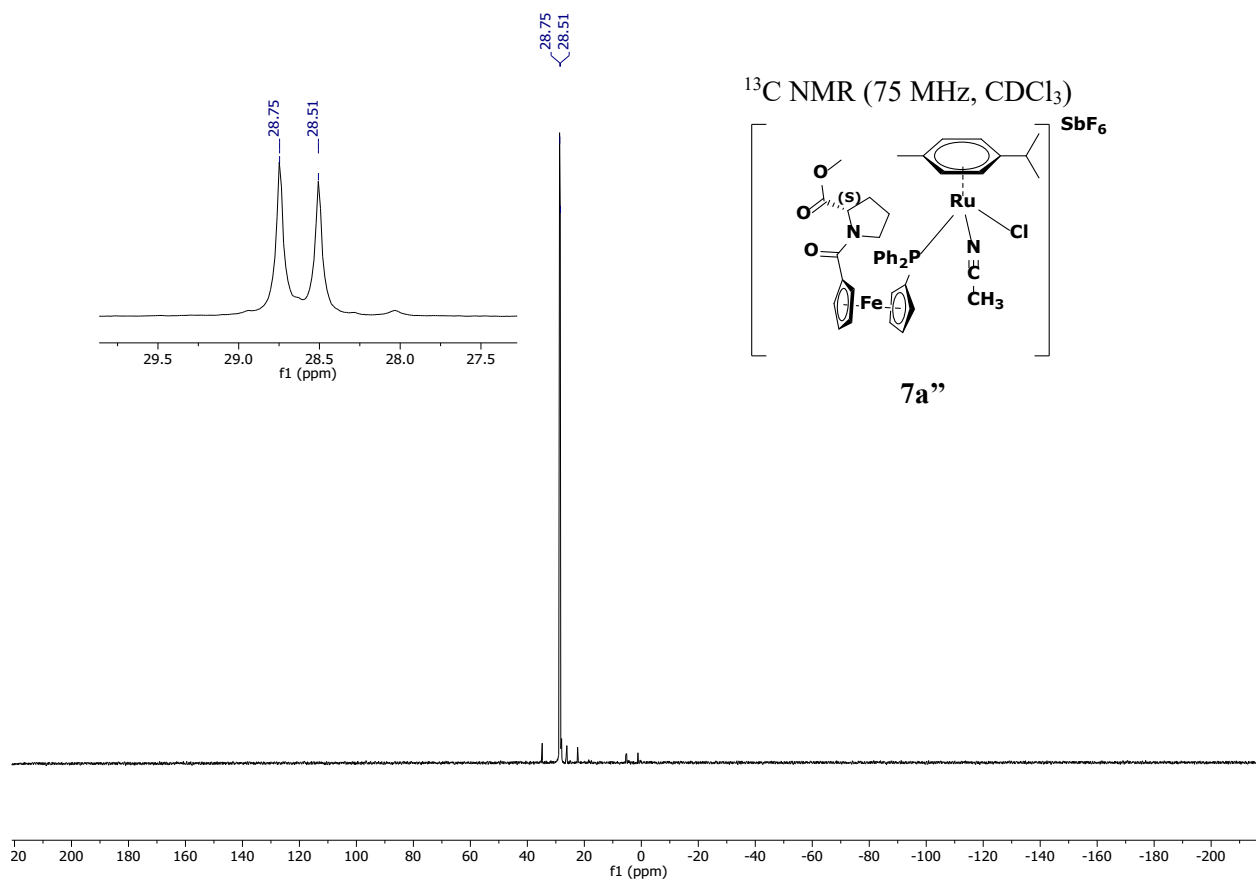 28.75
28.51
28.75
28.51
29.5 29.0 28.5 28.0 27.5
f1 (ppm)
¹³C NMR (75 MHz, CDCl₃)
SbF₆
O
O
(S)
N
O
Ph₂P
Fe
Ru
Cl
N
C
CH₃
7a”
20 200 180 160 140 120 100 80 60 40 20 0 -20 -40 -60 -80 -100 -120 -140 -160 -180 -200
f1 (ppm)